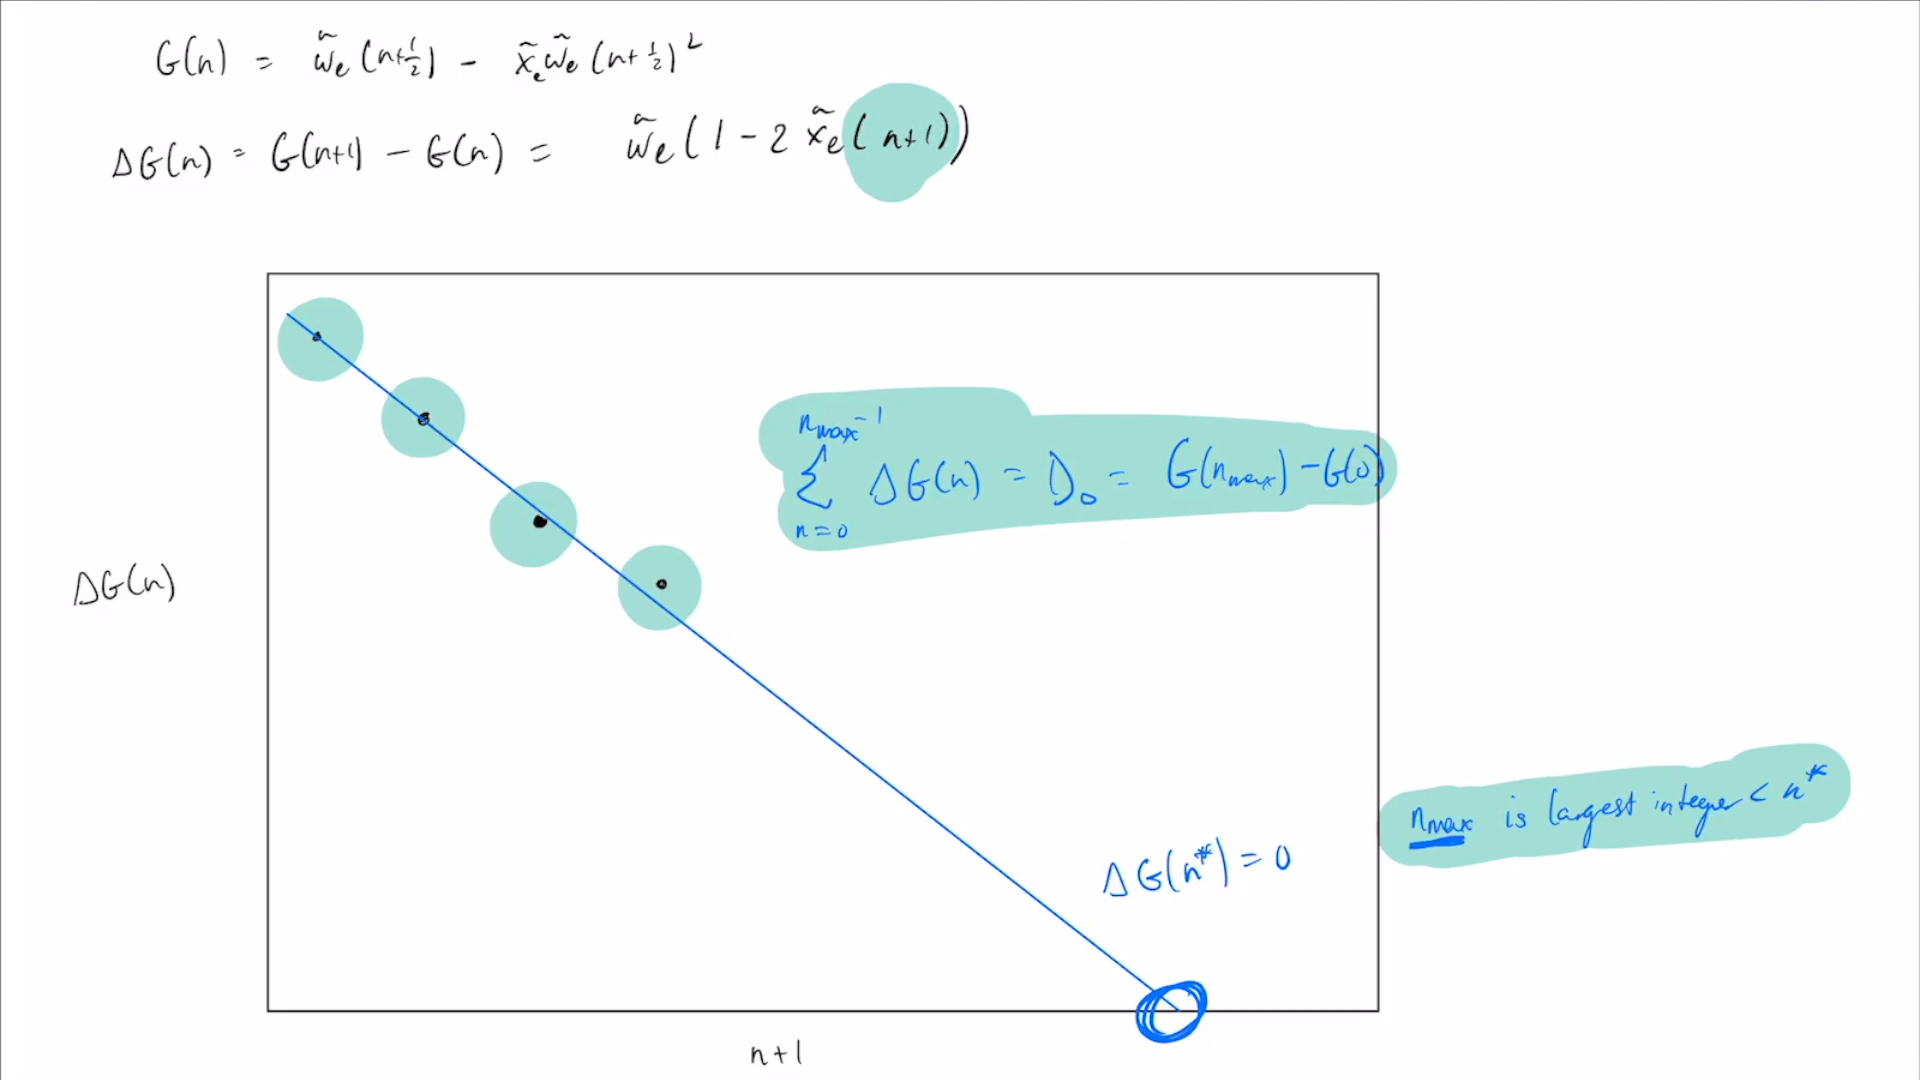 G(n) = ω̃e (n+½) - x̃e ω̃e (n+½)²
ΔG(n) = G(n+1) - G(n) = ω̃e (1 - 2 x̃e (n+1))
nmax -1
Σ ΔG(n) = D₀ = G(nmax) - G(0)
n=0
ΔG(n)
nmax is largest integer < n*
ΔG(n*) = 0
n+1